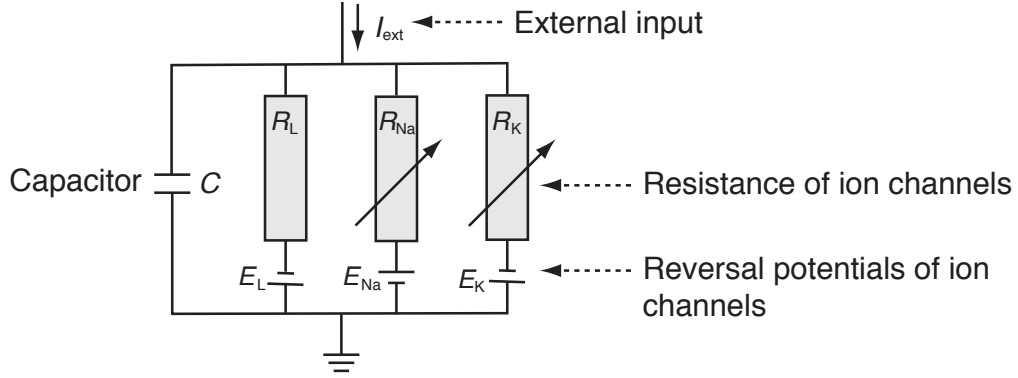 I_ext External input
R_L R_Na R_K
Capacitor C
Resistance of ion channels
E_L E_Na E_K
Reversal potentials of ion
channels